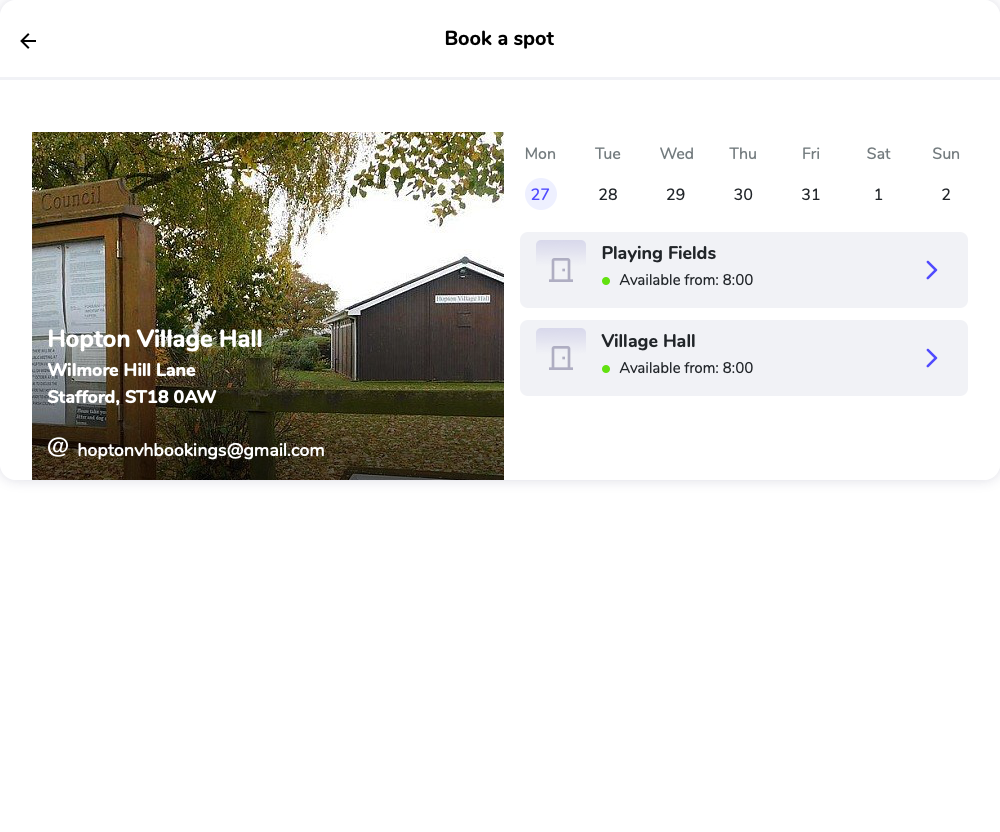 Book a spot
Council
Hopton Village Hall
Hopton Village Hall
Wilmore Hill Lane
Stafford, ST18 0AW
@ hoptonvhbookings@gmail.com
Mon Tue Wed Thu Fri Sat Sun
27 28 29 30 31 1 2
Playing Fields
Available from: 8:00
Village Hall
Available from: 8:00